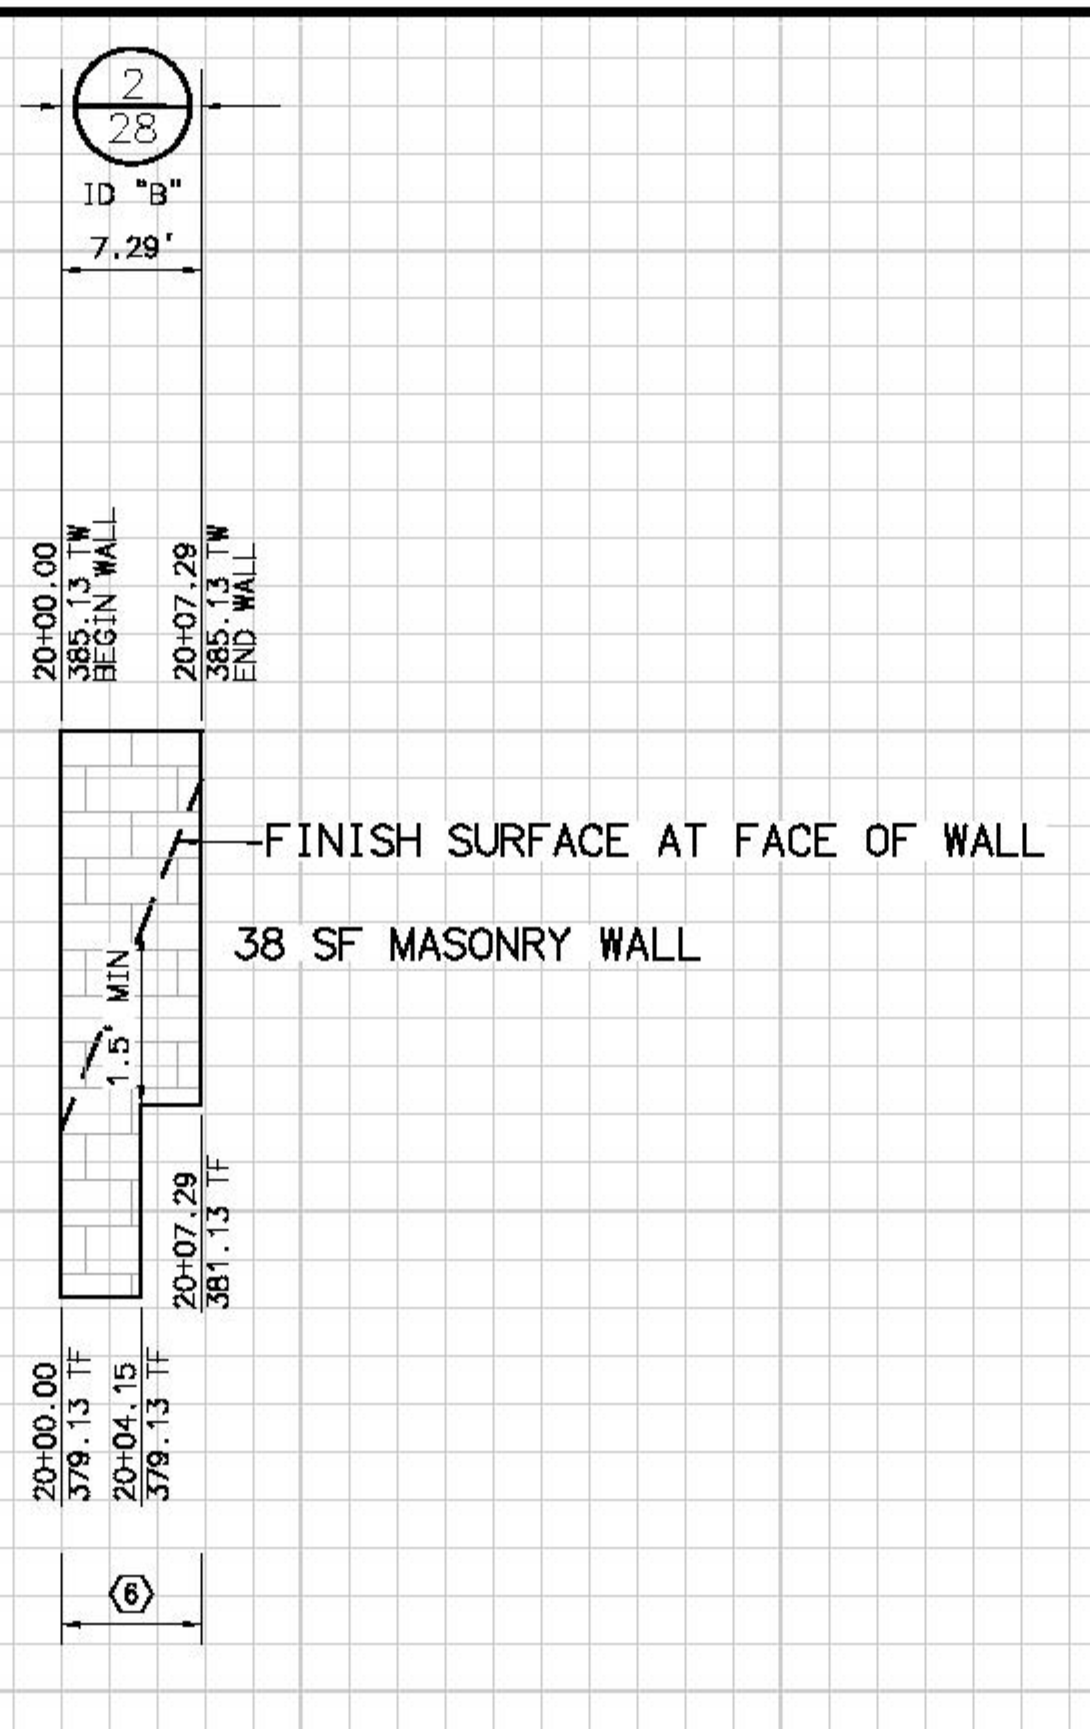 2
28
ID "B"
7.29'
20+00.00
385.13 TW
BEGIN WALL
20+07.29
385.13 TW
END WALL
FINISH SURFACE AT FACE OF WALL
38 SF MASONRY WALL
1.5' MIN
20+07.29
381.13 TF
20+00.00
379.13 TF
20+04.15
379.13 TF
6